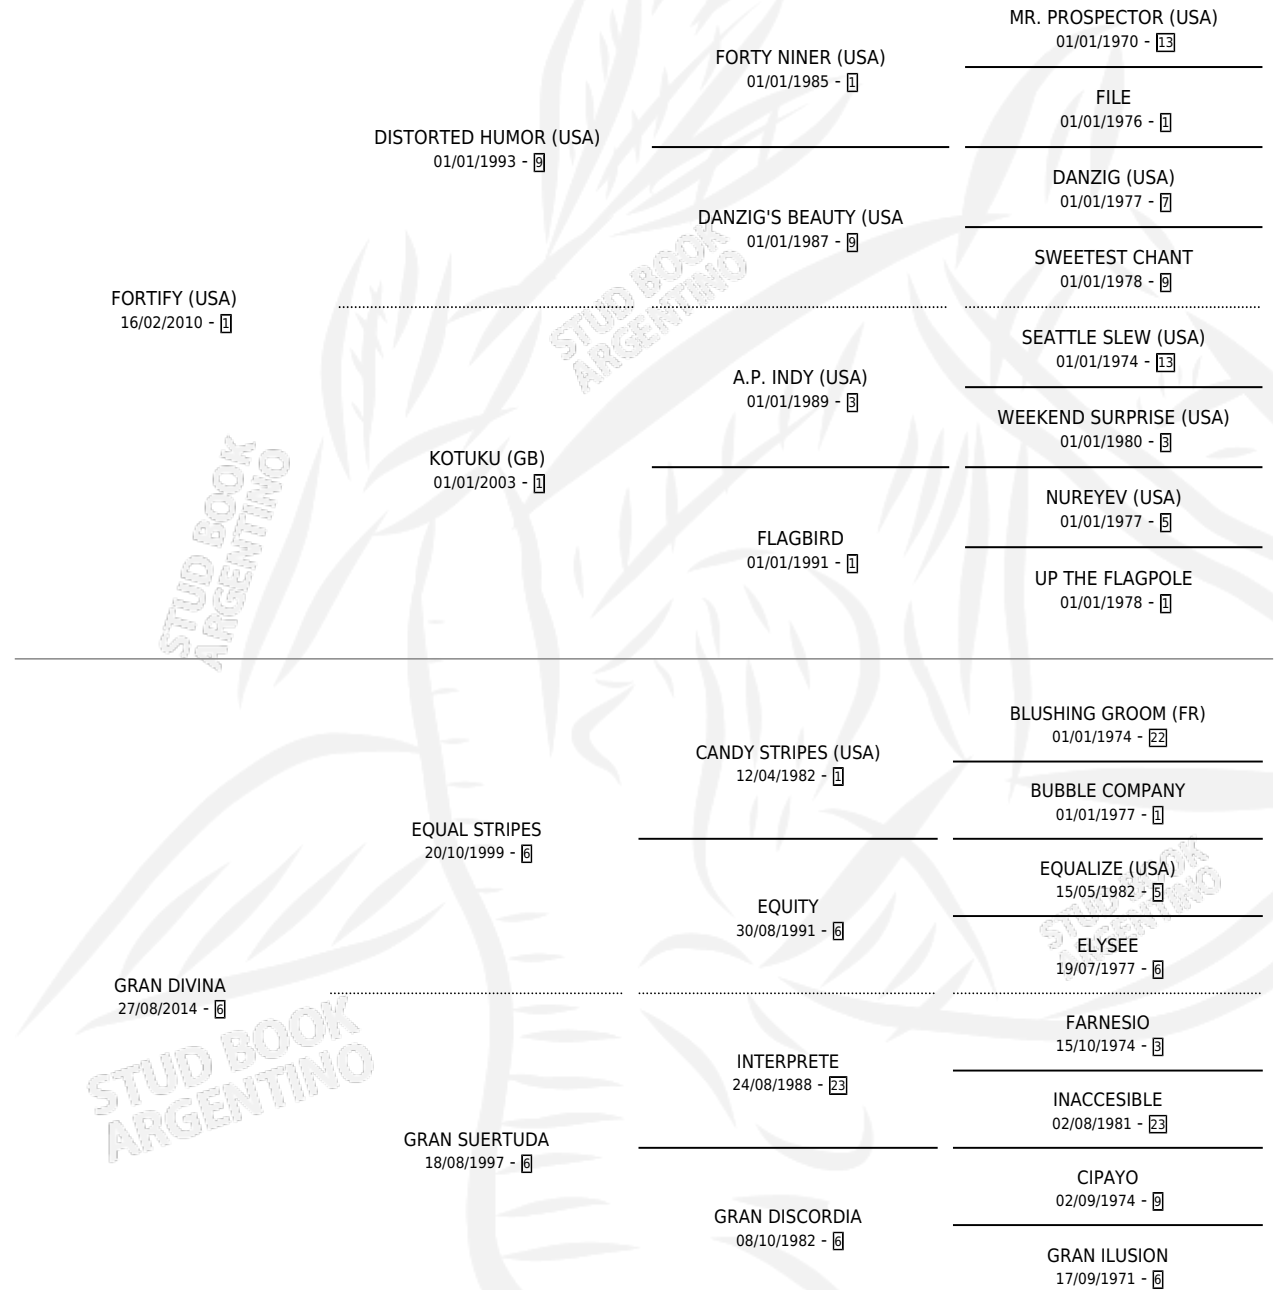 MR. PROSPECTOR (USA)
01/01/1970 - 13
FORTY NINER (USA)
01/01/1985 - 1
FILE
01/01/1976 - 1
DISTORTED HUMOR (USA)
01/01/1993 - 9
DANZIG (USA)
01/01/1977 - 7
DANZIG'S BEAUTY (USA
01/01/1987 - 9
SWEETEST CHANT
01/01/1978 - 9
FORTIFY (USA)
16/02/2010 - 1
STUD BOOK
ARGENTINO
SEATTLE SLEW (USA)
01/01/1974 - 13
A.P. INDY (USA)
01/01/1989 - 3
WEEKEND SURPRISE (USA)
01/01/1980 - 3
KOTUKU (GB)
01/01/2003 - 1
NUREYEV (USA)
01/01/1977 - 5
FLAGBIRD
01/01/1991 - 1
UP THE FLAGPOLE
01/01/1978 - 1
STUD BOOK
ARGENTINO
BLUSHING GROOM (FR)
01/01/1974 - 22
CANDY STRIPES (USA)
12/04/1982 - 1
BUBBLE COMPANY
01/01/1977 - 1
EQUAL STRIPES
20/10/1999 - 6
EQUALIZE (USA)
15/05/1982 - 5
EQUITY
30/08/1991 - 6
ELYSEE
19/07/1977 - 6
STUD BOOK
ARGENTINO
GRAN DIVINA
27/08/2014 - 6
FARNESIO
15/10/1974 - 3
INTERPRETE
24/08/1988 - 23
INACCESIBLE
02/08/1981 - 23
STUD BOOK
ARGENTINO
GRAN SUERTUDA
18/08/1997 - 6
CIPAYO
02/09/1974 - 9
GRAN DISCORDIA
08/10/1982 - 6
GRAN ILUSION
17/09/1971 - 6